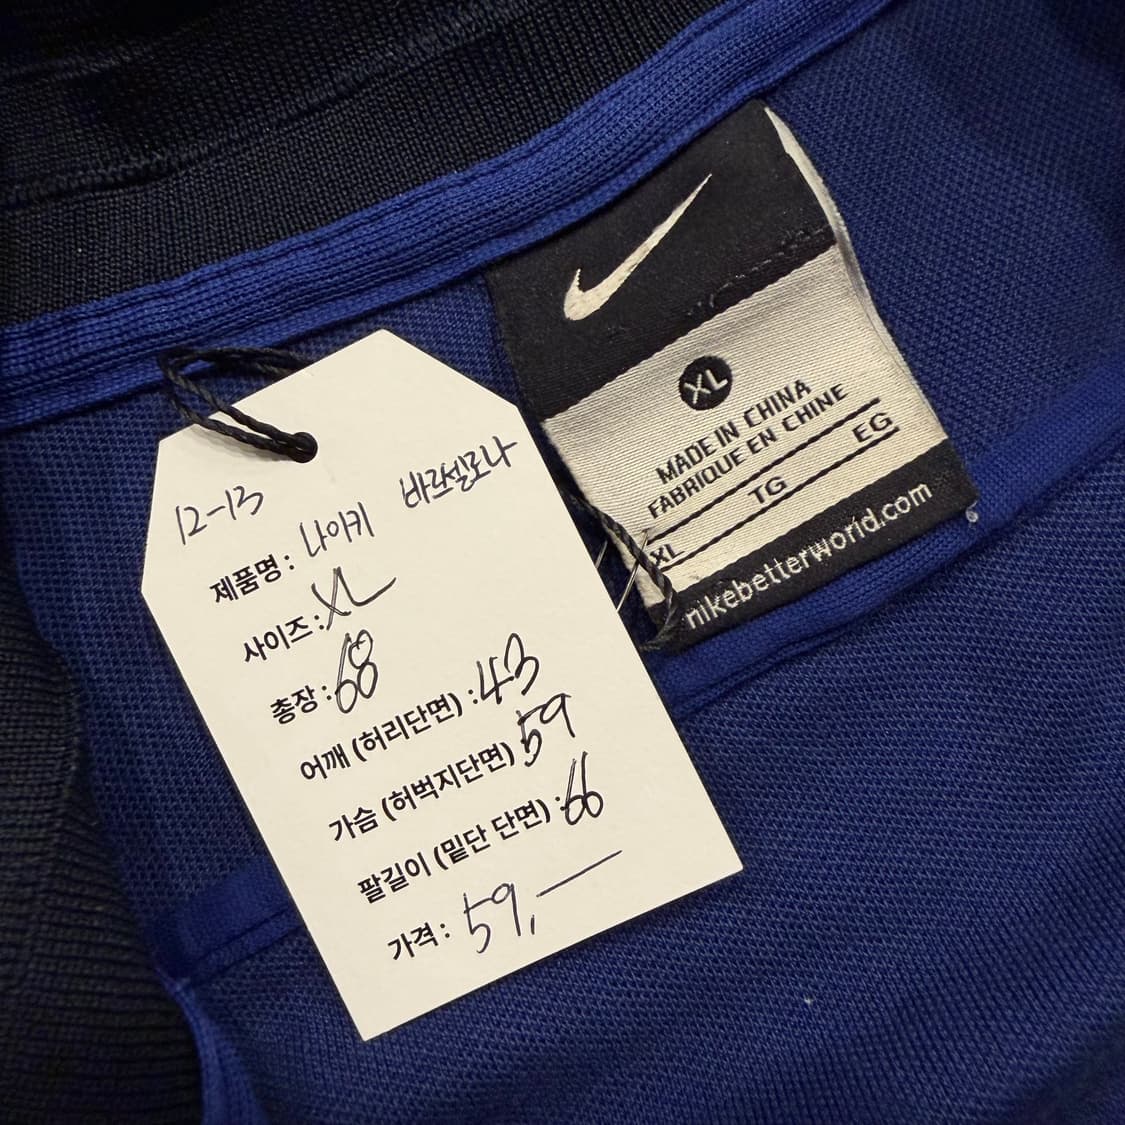 12-13
제품명 : 나이키 바르셀로나
사이즈 : XL
총장 : 68
어깨 (허리단면) : 43
가슴 (허벅지단면) 59
팔길이 (밑단 단면) : 66
가격 : 59,—
XL
MADE IN CHINA
FABRIQUE EN CHINE
XL TG EG
nikebetterworld.com